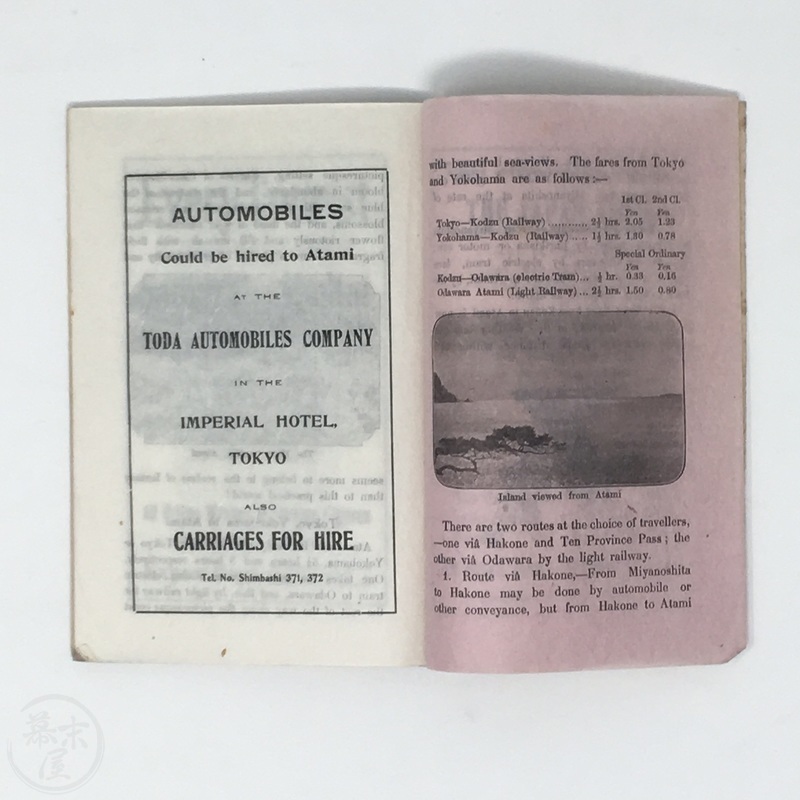 AUTOMOBILES
Could be hired to Atami
AT THE
TODA AUTOMOBILES COMPANY
IN THE
IMPERIAL HOTEL,
TOKYO
ALSO
CARRIAGES FOR HIRE
Tel. No. Shimbashi 371, 372
with beautiful sea-views. The fares from Tokyo
and Yokohama are as follows:—
1st Cl. 2nd Cl.
Yen Yen
Tokyo—Kodzu (Railway) ............ 2½ hrs. 2.05 1.23
Yokohama—Kodzu (Railway) ..... 1½ hrs. 1.30 0.78
Special Ordinary
Yen Yen
Kodzu—Odawara (electric Tram)... ½ hr. 0.33 0.16
Odawara Atami (Light Railway) ... 2½ hrs. 1.50 0.80
Island viewed from Atami
There are two routes at the choice of travellers,
—one viâ Hakone and Ten Province Pass; the
other viâ Odawara by the light railway.
1. Route viâ Hakone,—From Miyanoshita
to Hakone may be done by automobile or
other conveyance, but from Hakone to Atami
幕末
屋